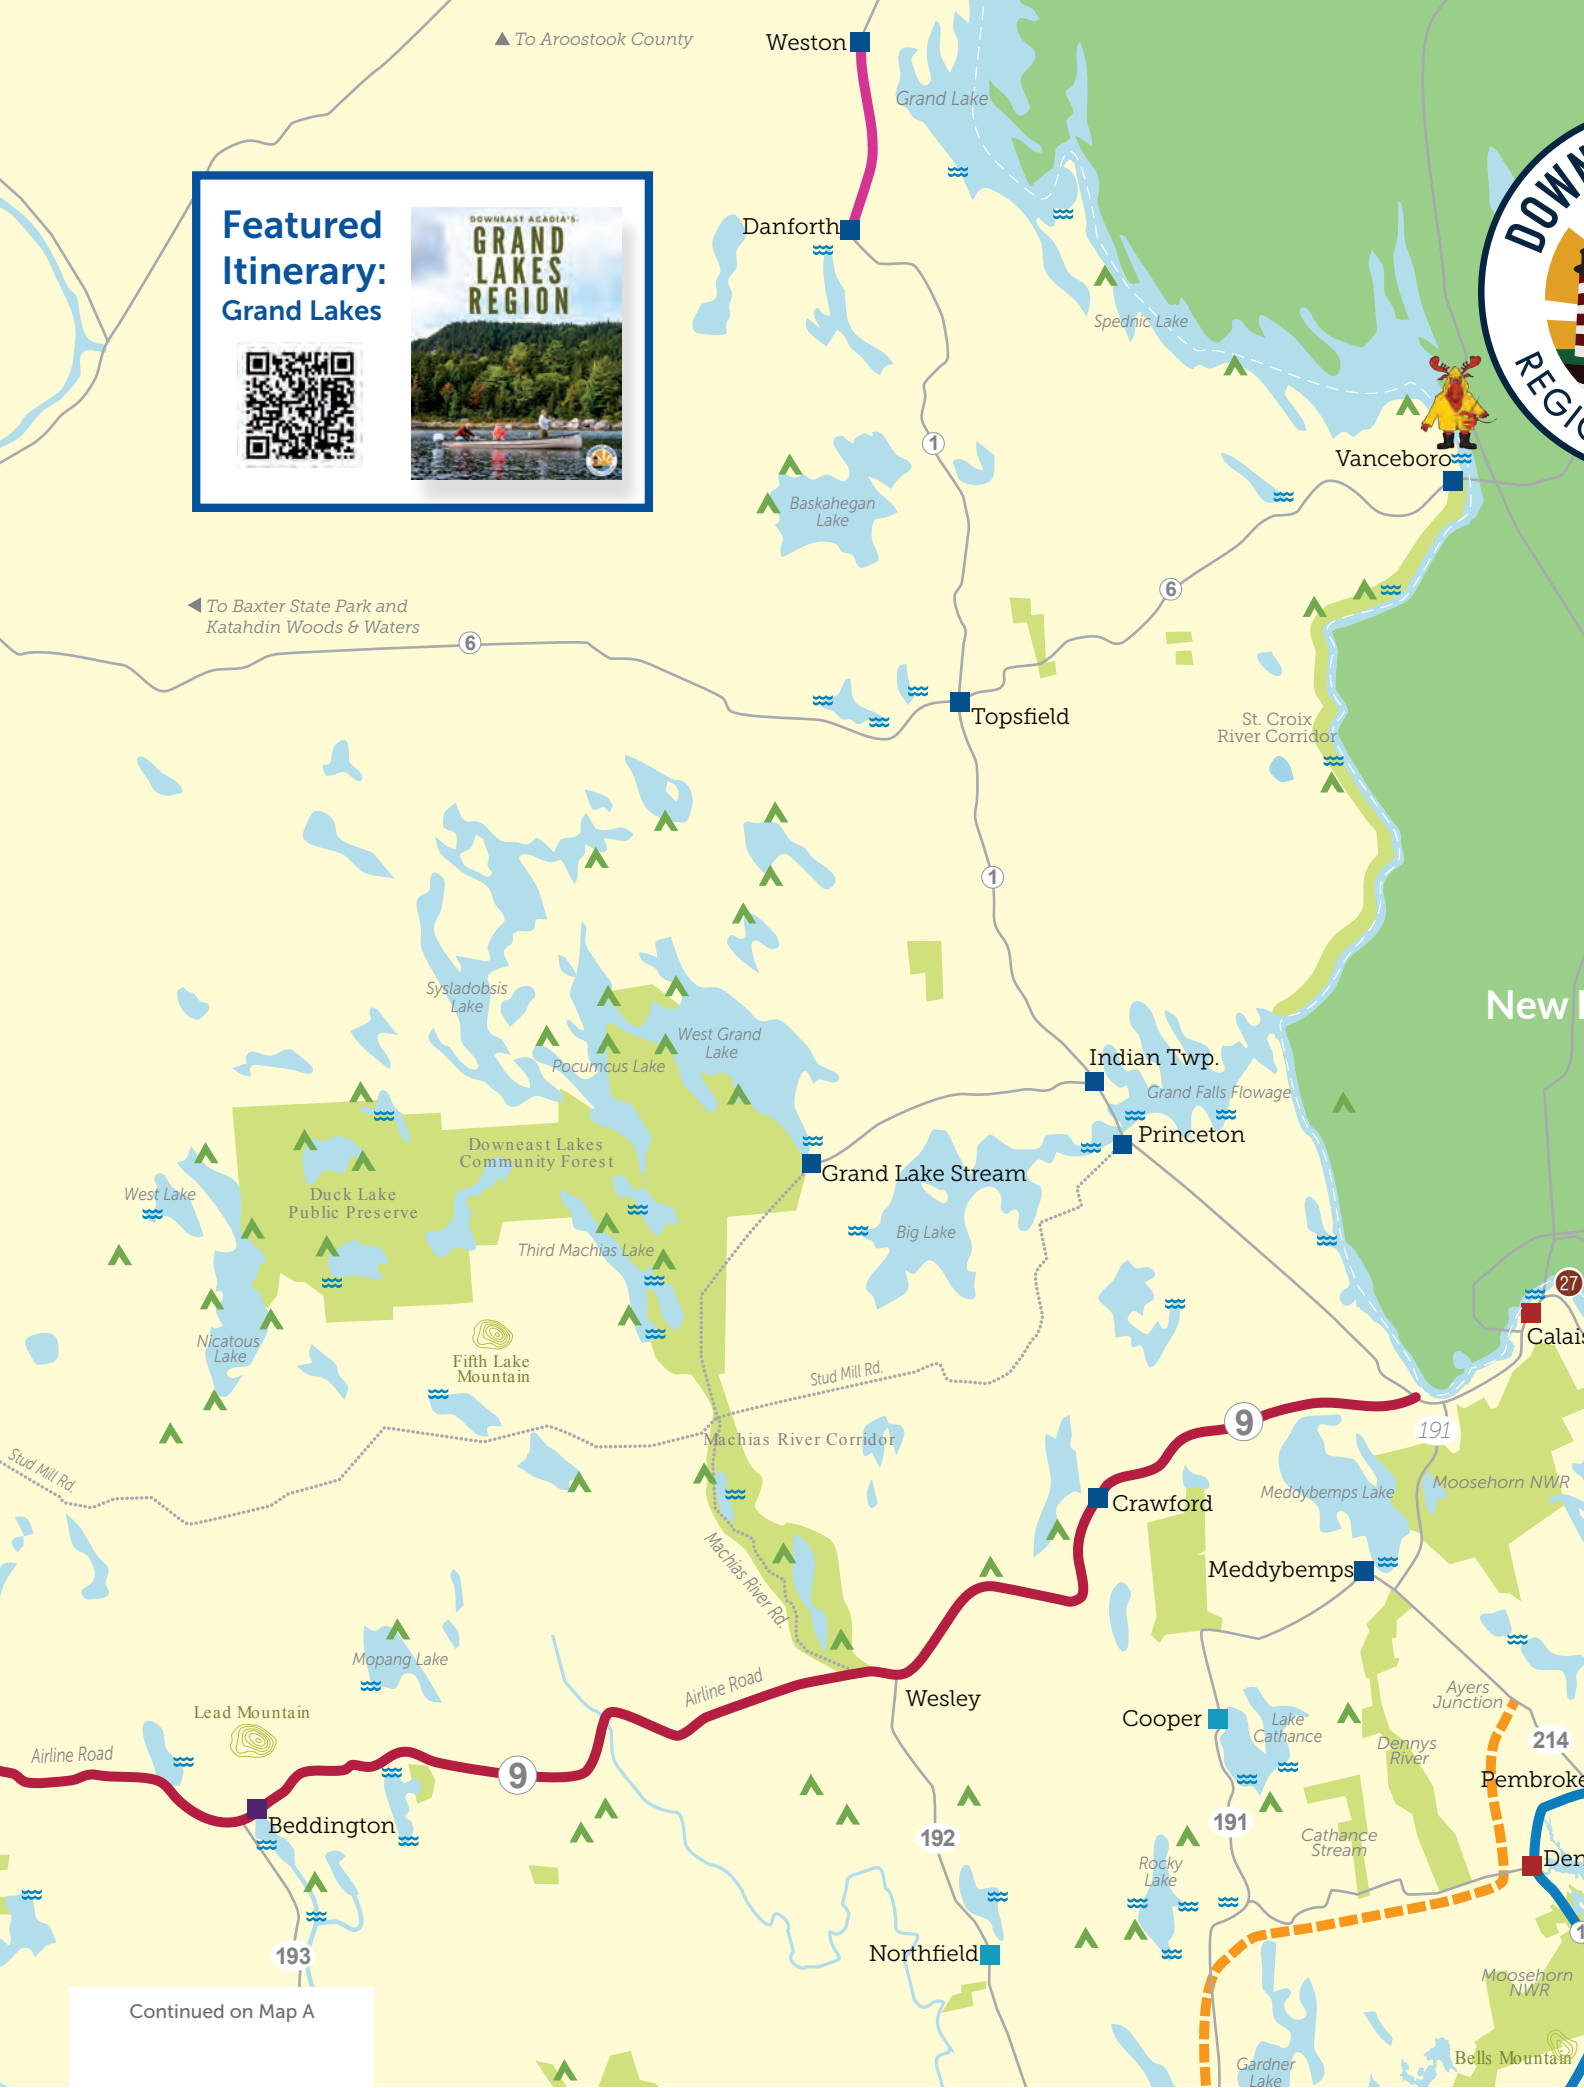 To Aroostook County
Weston
Grand Lake
DOWN
REGIO
Featured
Itinerary:
Grand Lakes
DOWNEAST ACADIA'S
GRAND
LAKES
REGION
Danforth
Spednic Lake
1
Vanceboro
Baskahegan
Lake
To Baxter State Park and
Katahdin Woods & Waters
6
6
Topsfield
St. Croix
River Corridor
1
Sysladobsis
Lake
New
West Grand
Lake
Pocumcus Lake
Indian Twp.
Grand Falls Flowage
Princeton
Downeast Lakes
Community Forest
Grand Lake Stream
West Lake
Duck Lake
Public Preserve
Big Lake
Third Machias Lake
27
Calais
Nicatous
Lake
Fifth Lake
Mountain
Stud Mill Rd.
9
191
Machias River Corridor
Stud Mill Rd.
Meddybemps Lake
Moosehorn NWR
Crawford
Machias River Rd.
Meddybemps
Mopang Lake
Airline Road
Wesley
Ayers
Junction
Lead Mountain
Cooper
Lake
Cathance
Dennys
River
214
Airline Road
9
Pembroke
Beddington
191
192
Cathance
Stream
Den
Rocky
Lake
1
193
Northfield
Moosehorn
NWR
Continued on Map A
Bells Mountain
Gardner
Lake